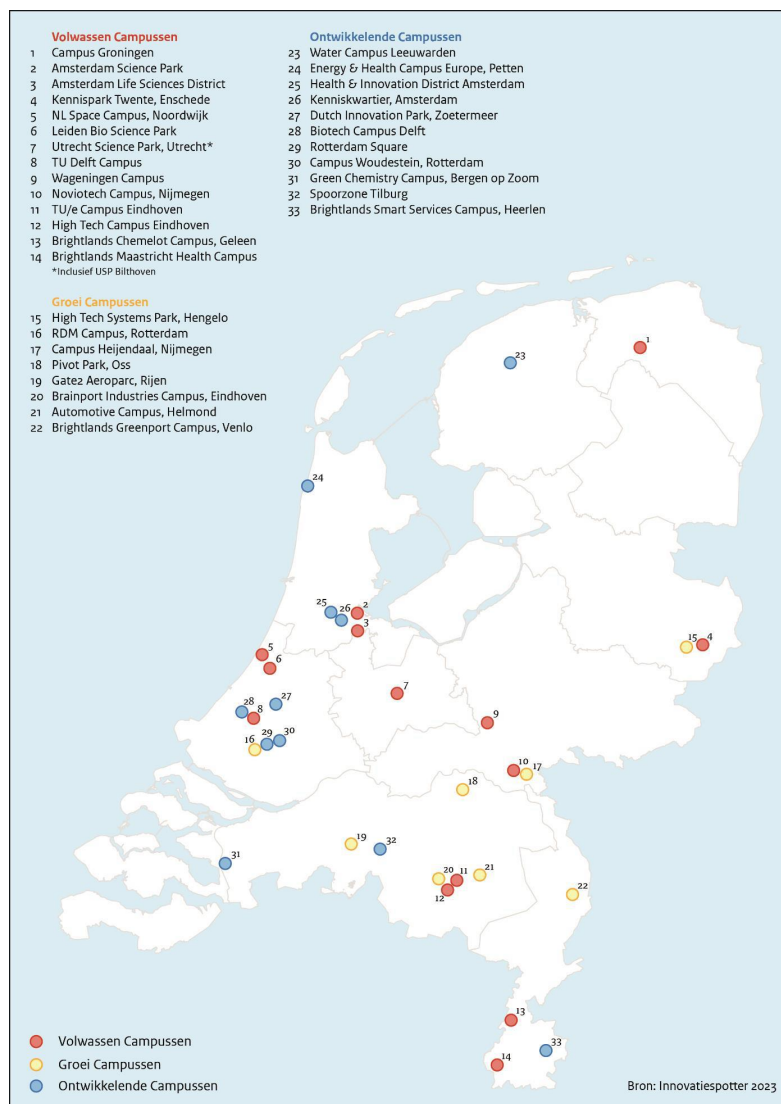 Volwassen Campussen
1 Campus Groningen
2 Amsterdam Science Park
3 Amsterdam Life Sciences District
4 Kennispark Twente, Enschede
5 NL Space Campus, Noordwijk
6 Leiden Bio Science Park
7 Utrecht Science Park, Utrecht*
8 TU Delft Campus
9 Wageningen Campus
10 Noviotech Campus, Nijmegen
11 TU/e Campus Eindhoven
12 High Tech Campus Eindhoven
13 Brightlands Chemelot Campus, Geleen
14 Brightlands Maastricht Health Campus
*Inclusief USP Bilthoven
Groei Campussen
15 High Tech Systems Park, Hengelo
16 RDM Campus, Rotterdam
17 Campus Heijendaal, Nijmegen
18 Pivot Park, Oss
19 Gate2 Aeroparc, Rijen
20 Brainport Industries Campus, Eindhoven
21 Automotive Campus, Helmond
22 Brightlands Greenport Campus, Venlo
Ontwikkelende Campussen
23 Water Campus Leeuwarden
24 Energy & Health Campus Europe, Petten
25 Health & Innovation District Amsterdam
26 Kenniskwartier, Amsterdam
27 Dutch Innovation Park, Zoetermeer
28 Biotech Campus Delft
29 Rotterdam Square
30 Campus Woudestein, Rotterdam
31 Green Chemistry Campus, Bergen op Zoom
32 Spoorzone Tilburg
33 Brightlands Smart Services Campus, Heerlen
1
23
24
25
26
2
3
15
4
5
6
7
28
27
8
9
16
29
30
10
17
18
19
32
31
20
11
21
12
22
13
14
33
Volwassen Campussen
Groei Campussen
Ontwikkelende Campussen
Bron: Innovatiespotter 2023